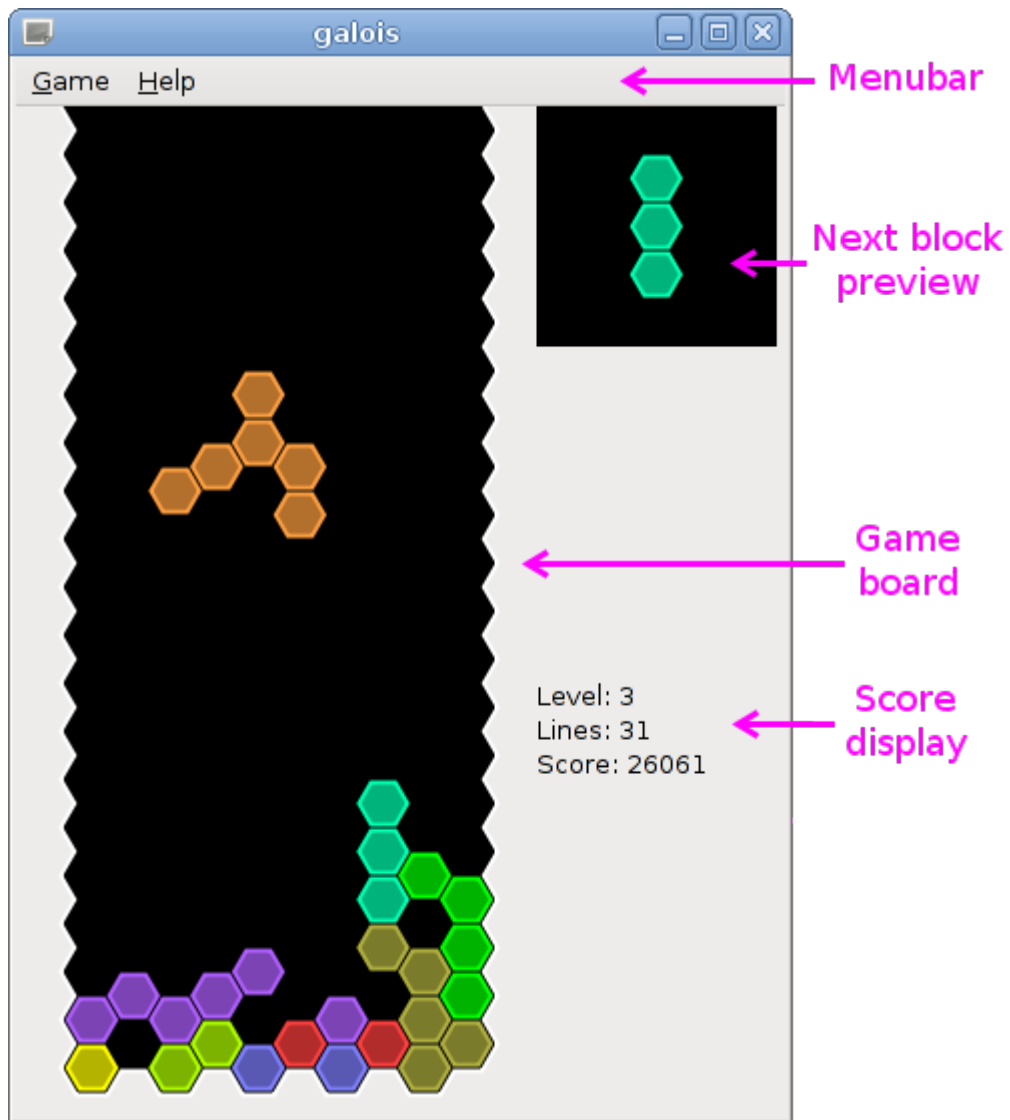 galois
Game Help
Menubar
Next block
preview
Game
board
Level: 3
Lines: 31
Score: 26061
Score
display